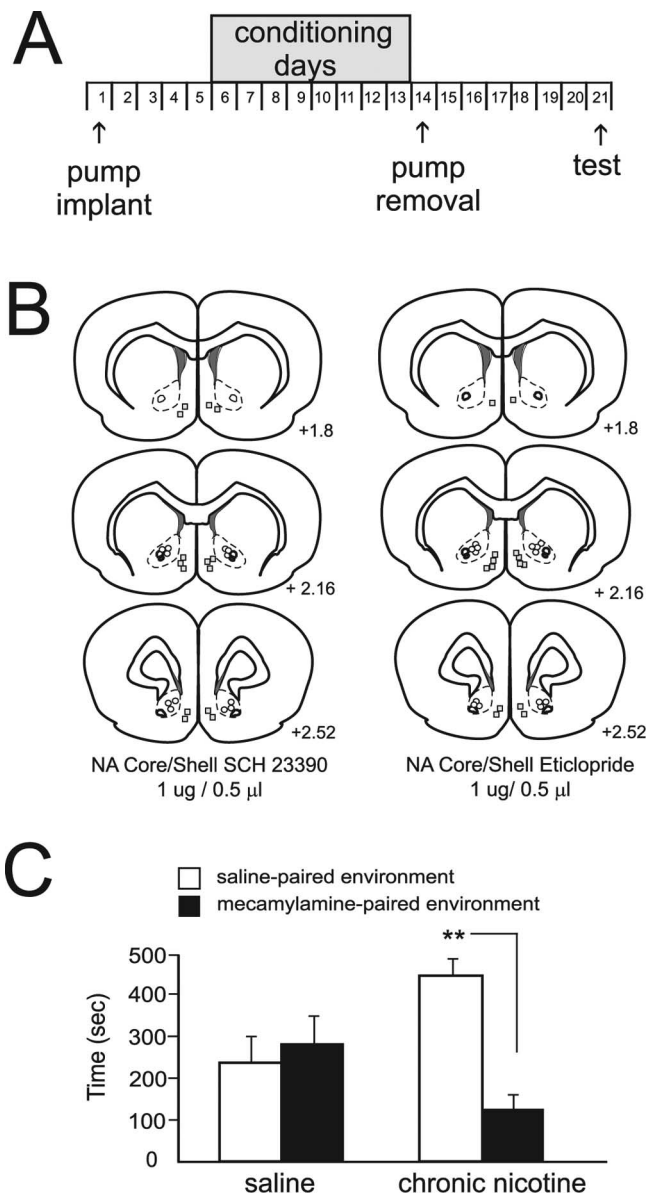 A
conditioning
days
1 2 3 4 5 6 7 8 9 10 11 12 13 14 15 16 17 18 19 20 21
pump
implant
pump
removal
test
B
+1.8
+1.8
+ 2.16
+ 2.16
+2.52
+2.52
NA Core/Shell SCH 23390
1 ug / 0.5 μl
NA Core/Shell Eticlopride
1 ug/ 0.5 μl
C
saline-paired environment
mecamylamine-paired environment
**
Time (sec)
500
400
300
200
100
0
saline
chronic nicotine